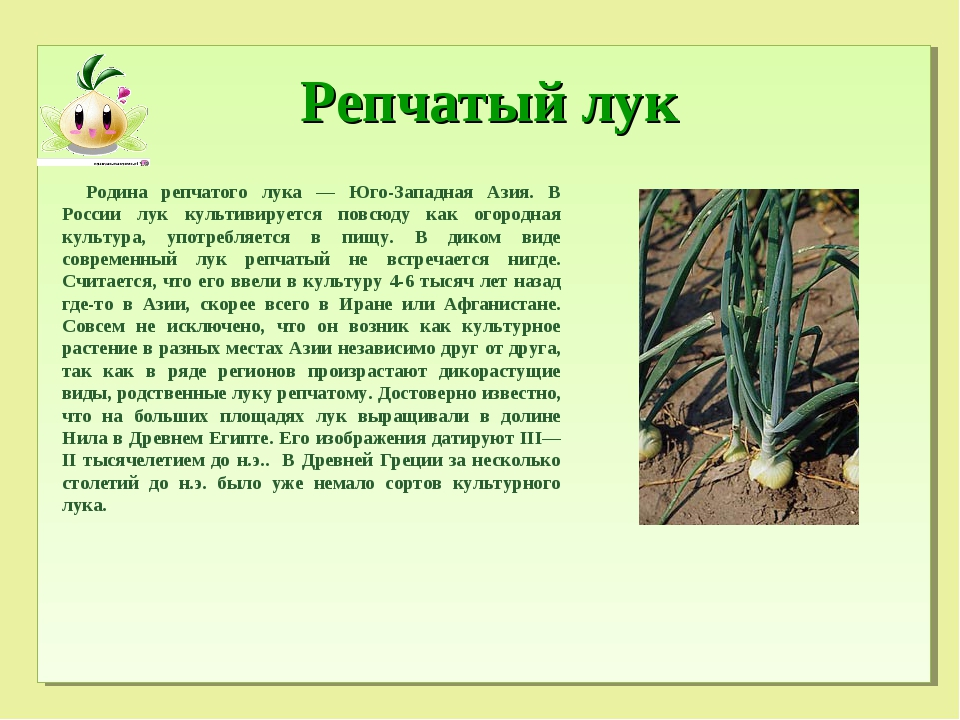 Репчатый лук
Родина репчатого лука — Юго-Западная Азия. В
России лук культивируется повсюду как огородная
культура, употребляется в пищу. В диком виде
современный лук репчатый не встречается нигде.
Считается, что его ввели в культуру 4-6 тысяч лет назад
где-то в Азии, скорее всего в Иране или Афганистане.
Совсем не исключено, что он возник как культурное
растение в разных местах Азии независимо друг от друга,
так как в ряде регионов произрастают дикорастущие
виды, родственные луку репчатому. Достоверно известно,
что на больших площадях лук выращивали в долине
Нила в Древнем Египте. Его изображения датируют III—
II тысячелетием до н.э.. В Древней Греции за несколько
столетий до н.э. было уже немало сортов культурного
лука.